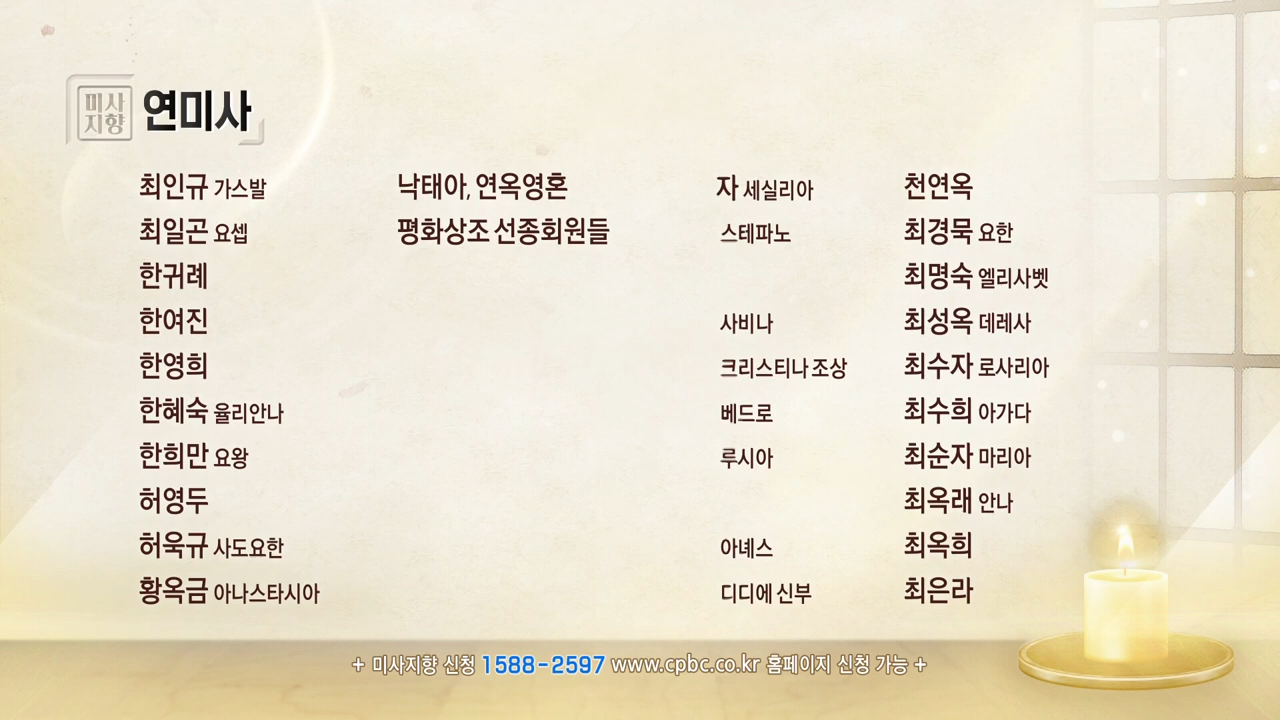 미사
지향
연미사
최인규 가스발 낙태아, 연옥영혼 자 세실리아 천연옥
최일곤 요셉 평화상조 선종회원들 스테파노 최경묵 요한
한귀례 최명숙 엘리사벳
한여진 사비나 최성옥 데레사
한영희 크리스티나 조상 최수자 로사리아
한혜숙 율리안나 베드로 최수희 아가다
한희만 요왕 루시아 최순자 마리아
허영두 최옥래 안나
허욱규 사도요한 아녜스 최옥희
황옥금 아나스타시아 디디에 신부 최은라
+ 미사지향 신청 1588-2597 www.cpbc.co.kr 홈페이지 신청 가능 +